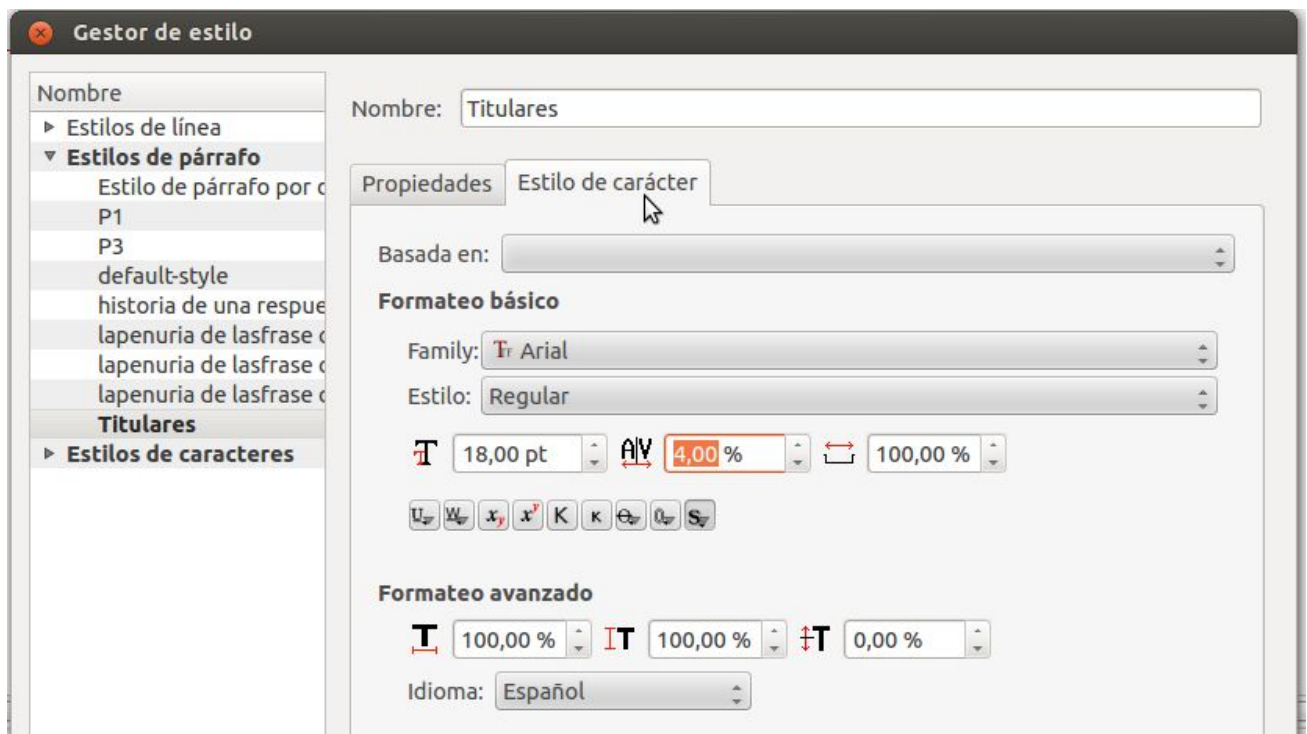 Gestor de estilo
Nombre
Estilos de línea
Estilos de párrafo
Estilo de párrafo por
P1
P3
default-style
historia de una respue
lapenuria de lasfrase
lapenuria de lasfrase
lapenuria de lasfrase
Titulares
Estilos de caracteres
Nombre: Titulares
Propiedades Estilo de carácter
Basada en:
Formateo básico
Family: Arial
Estilo: Regular
18,00 pt 4,00 % 100,00 %
Formateo avanzado
100,00 % 100,00 % 0,00 %
Idioma: Español